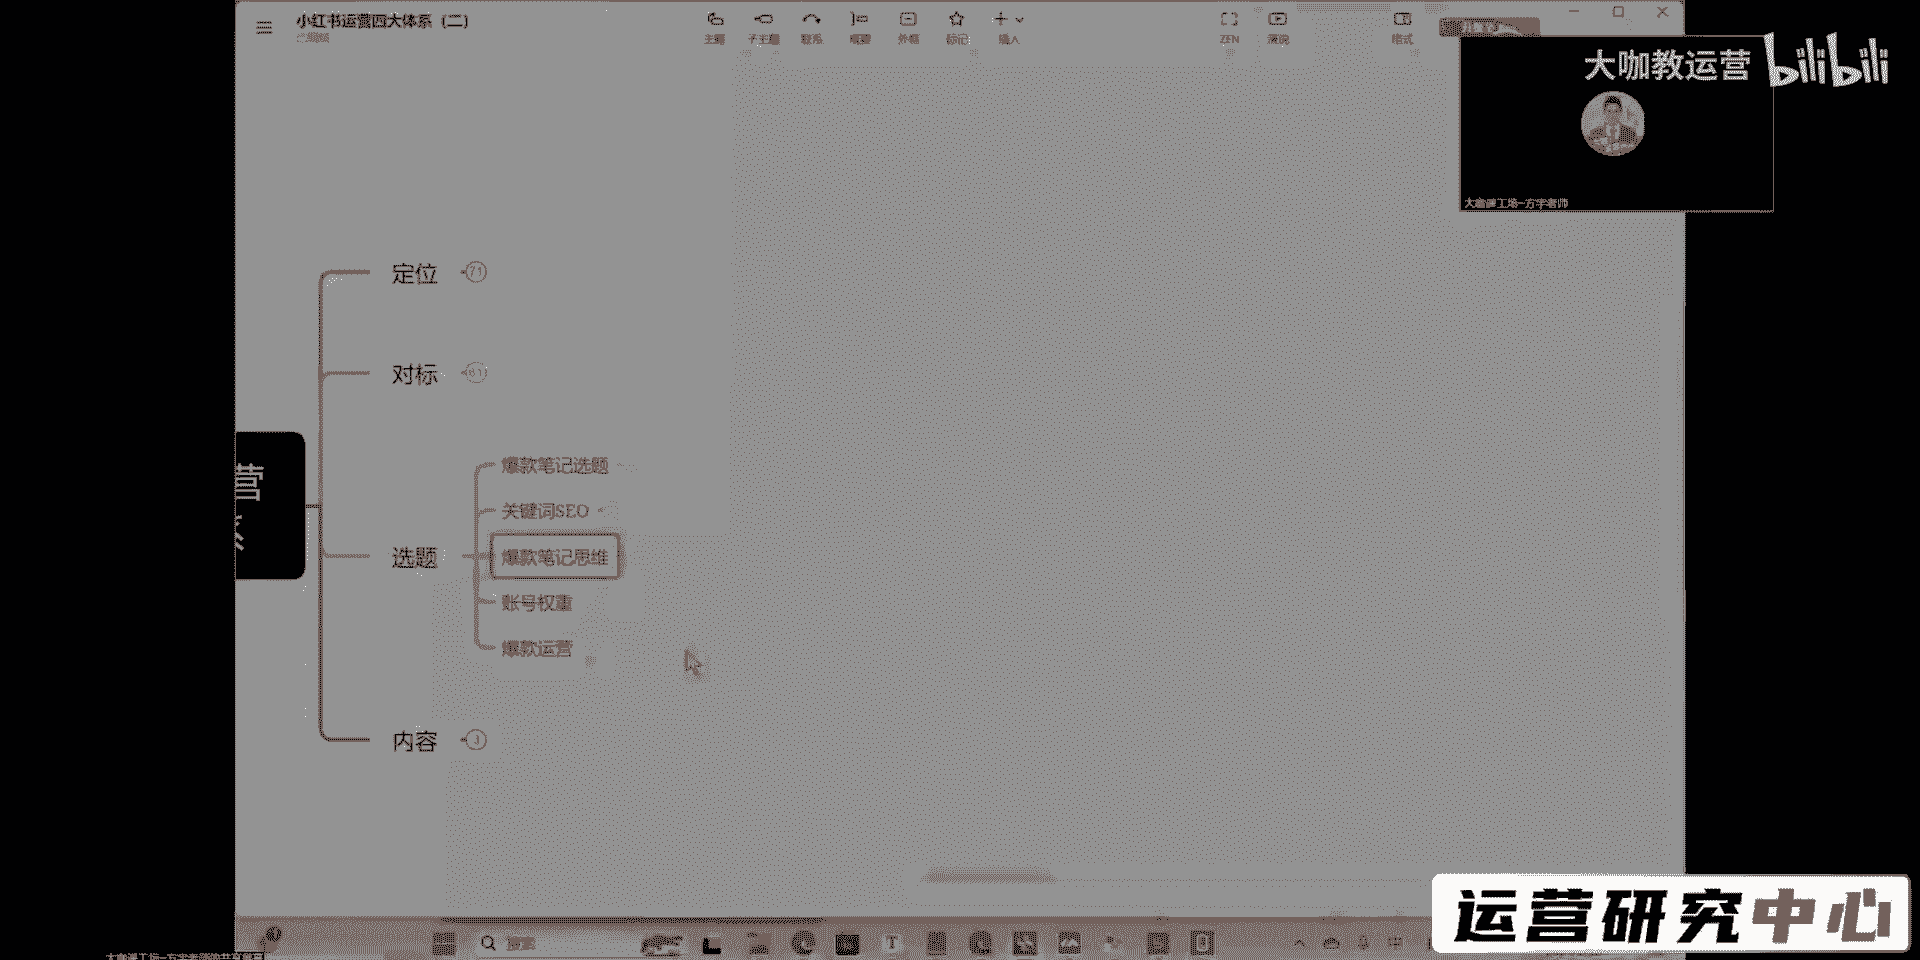 小红书运营四大体系 (二)
主题 子主题 联系 概要 外框 标记 插入 ZEN 演说 格式
大咖教运营 bilibili
大咖课工场-方宇老师
定位 71
对标 61
营
爆款笔记选题
关键词SEO
选题
爆款笔记思维
账号权重
爆款运营
内容 3
搜索
运营研究中心